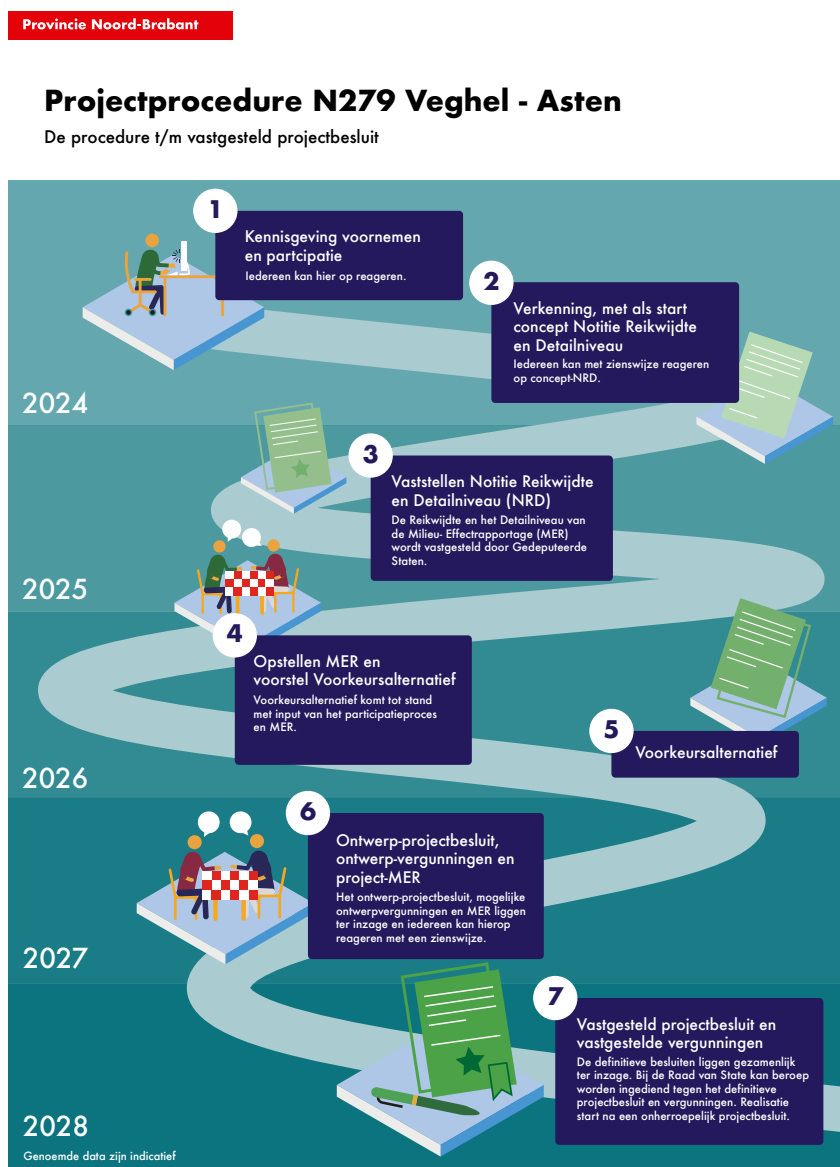 Provincie Noord-Brabant
Projectprocedure N279 Veghel - Asten
De procedure t/m vastgesteld projectbesluit
1
Kennisgeving voornemen
en partcipatie
Iedereen kan hier op reageren.
2
Verkenning, met als start
concept Notitie Reikwijdte
en Detailniveau
Iedereen kan met zienswijze reageren
op concept-NRD.
2024
3
Vaststellen Notitie Reikwijdte
en Detailniveau (NRD)
De Reikwijdte en het Detailniveau van
de Milieu- Effectrapportage (MER)
wordt vastgesteld door Gedeputeerde
Staten.
2025
4
Opstellen MER en
voorstel Voorkeursalternatief
Voorkeursalternatief komt tot stand
met input van het participatieproces
en MER.
5
Voorkeursalternatief
2026
6
Ontwerp-projectbesluit,
ontwerp-vergunningen en
project-MER
Het ontwerp-projectbesluit, mogelijke
ontwerpvergunningen en MER liggen
ter inzage en iedereen kan hierop
reageren met een zienswijze.
2027
7
Vastgesteld projectbesluit en
vastgestelde vergunningen
De definitieve besluiten liggen gezamenlijk
ter inzage. Bij de Raad van State kan beroep
worden ingediend tegen het definitieve
projectbesluit en vergunningen. Realisatie
start na een onherroepelijk projectbesluit.
2028
Genoemde data zijn indicatief